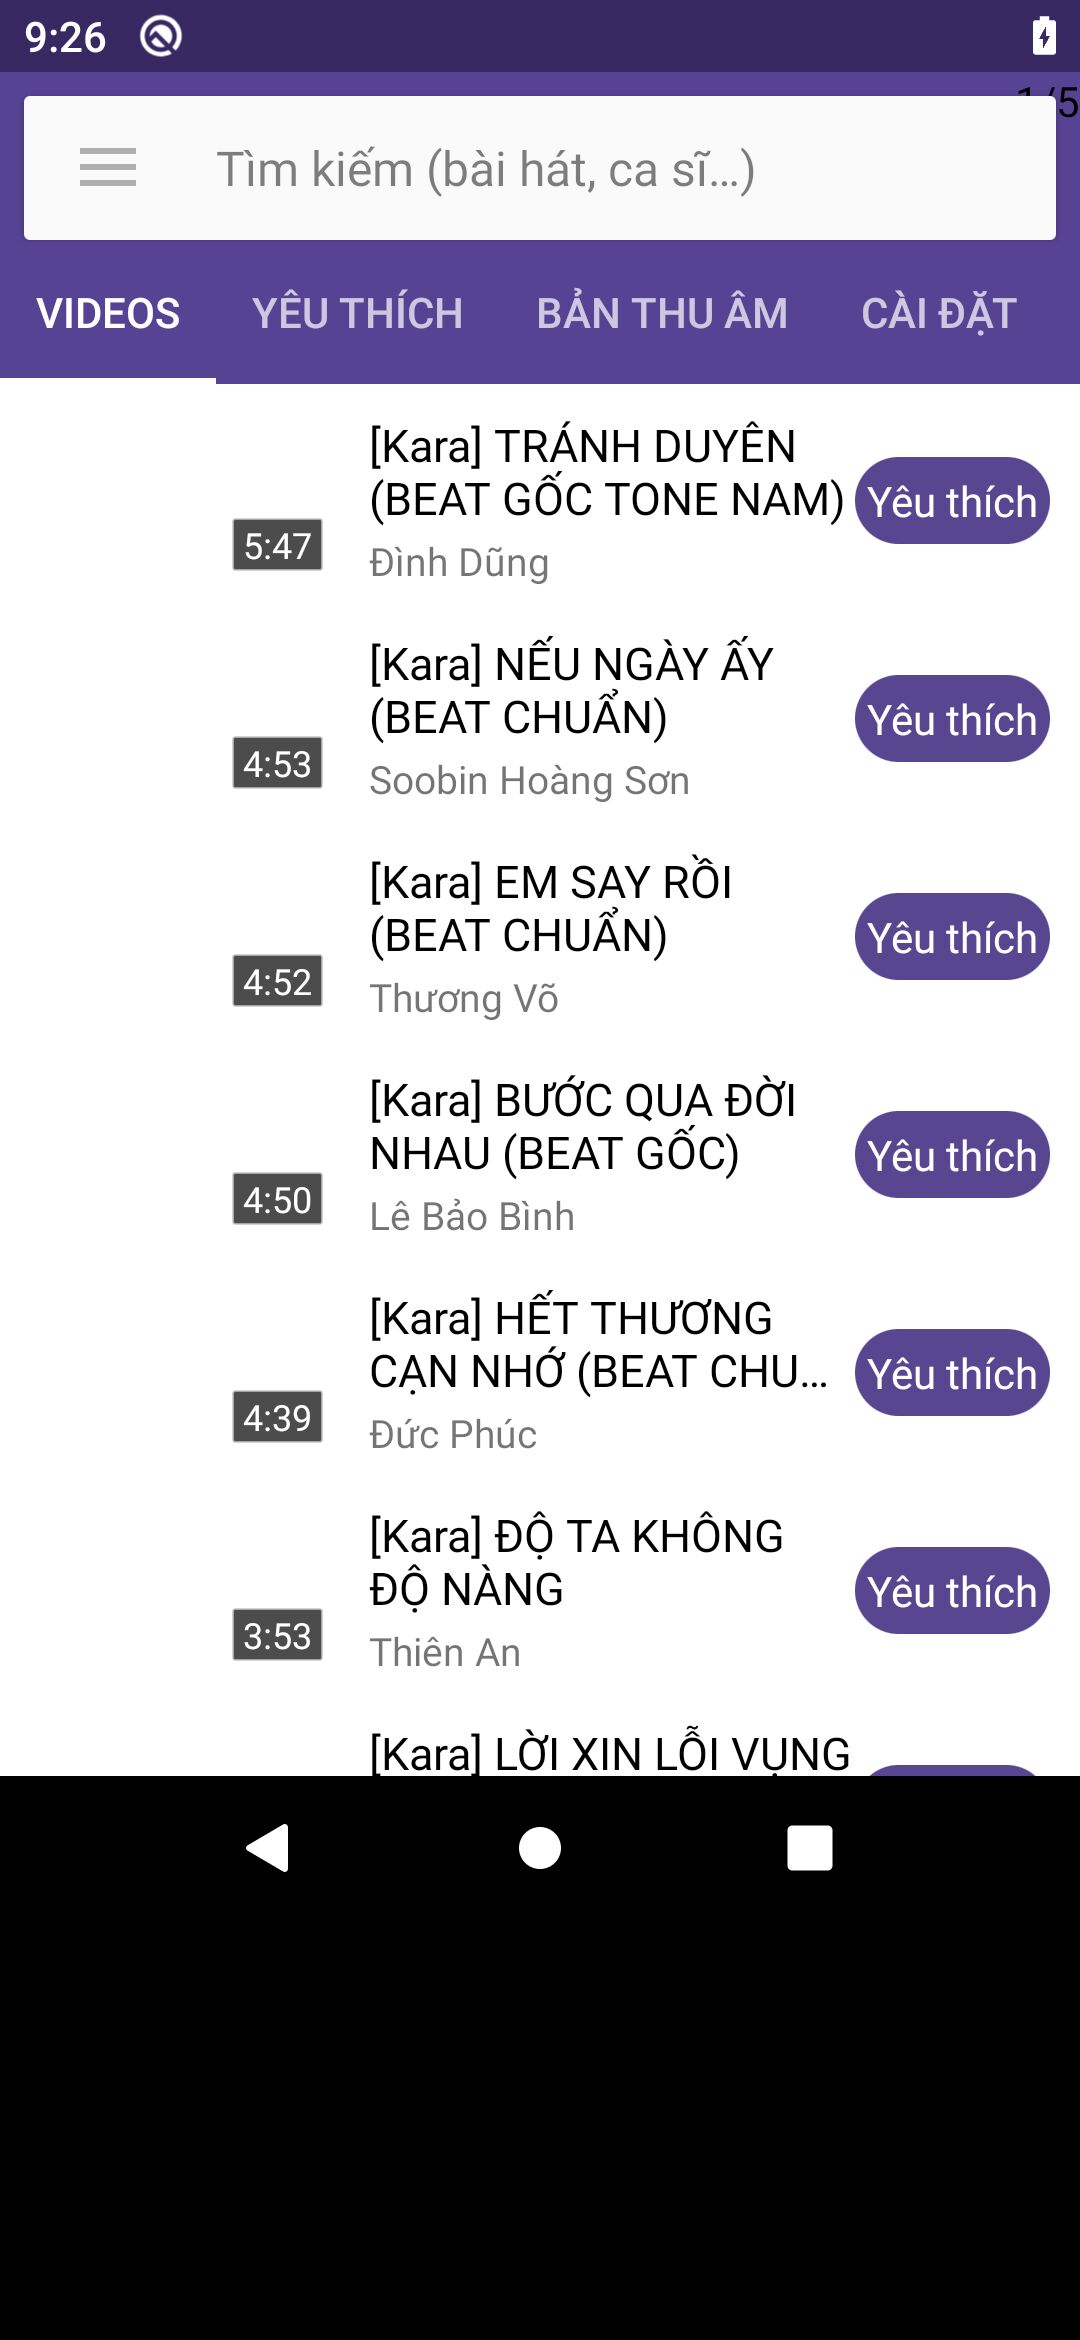 9:26
1/5
Tìm kiếm (bài hát, ca sĩ...)
VIDEOS
YÊU THÍCH
BẢN THU ÂM
CÀI ĐẶT
[Kara] TRÁNH DUYÊN
(BEAT GỐC TONE NAM)
Đình Dũng
5:47
Yêu thích
[Kara] NẾU NGÀY ẤY
(BEAT CHUẨN)
Soobin Hoàng Sơn
4:53
Yêu thích
[Kara] EM SAY RỒI
(BEAT CHUẨN)
Thương Võ
4:52
Yêu thích
[Kara] BƯỚC QUA ĐỜI
NHAU (BEAT GỐC)
Lê Bảo Bình
4:50
Yêu thích
[Kara] HẾT THƯƠNG
CẠN NHỚ (BEAT CHU...
Đức Phúc
4:39
Yêu thích
[Kara] ĐỘ TA KHÔNG
ĐỘ NÀNG
Thiên An
3:53
Yêu thích
[Kara] LỜI XIN LỖI VỤNG